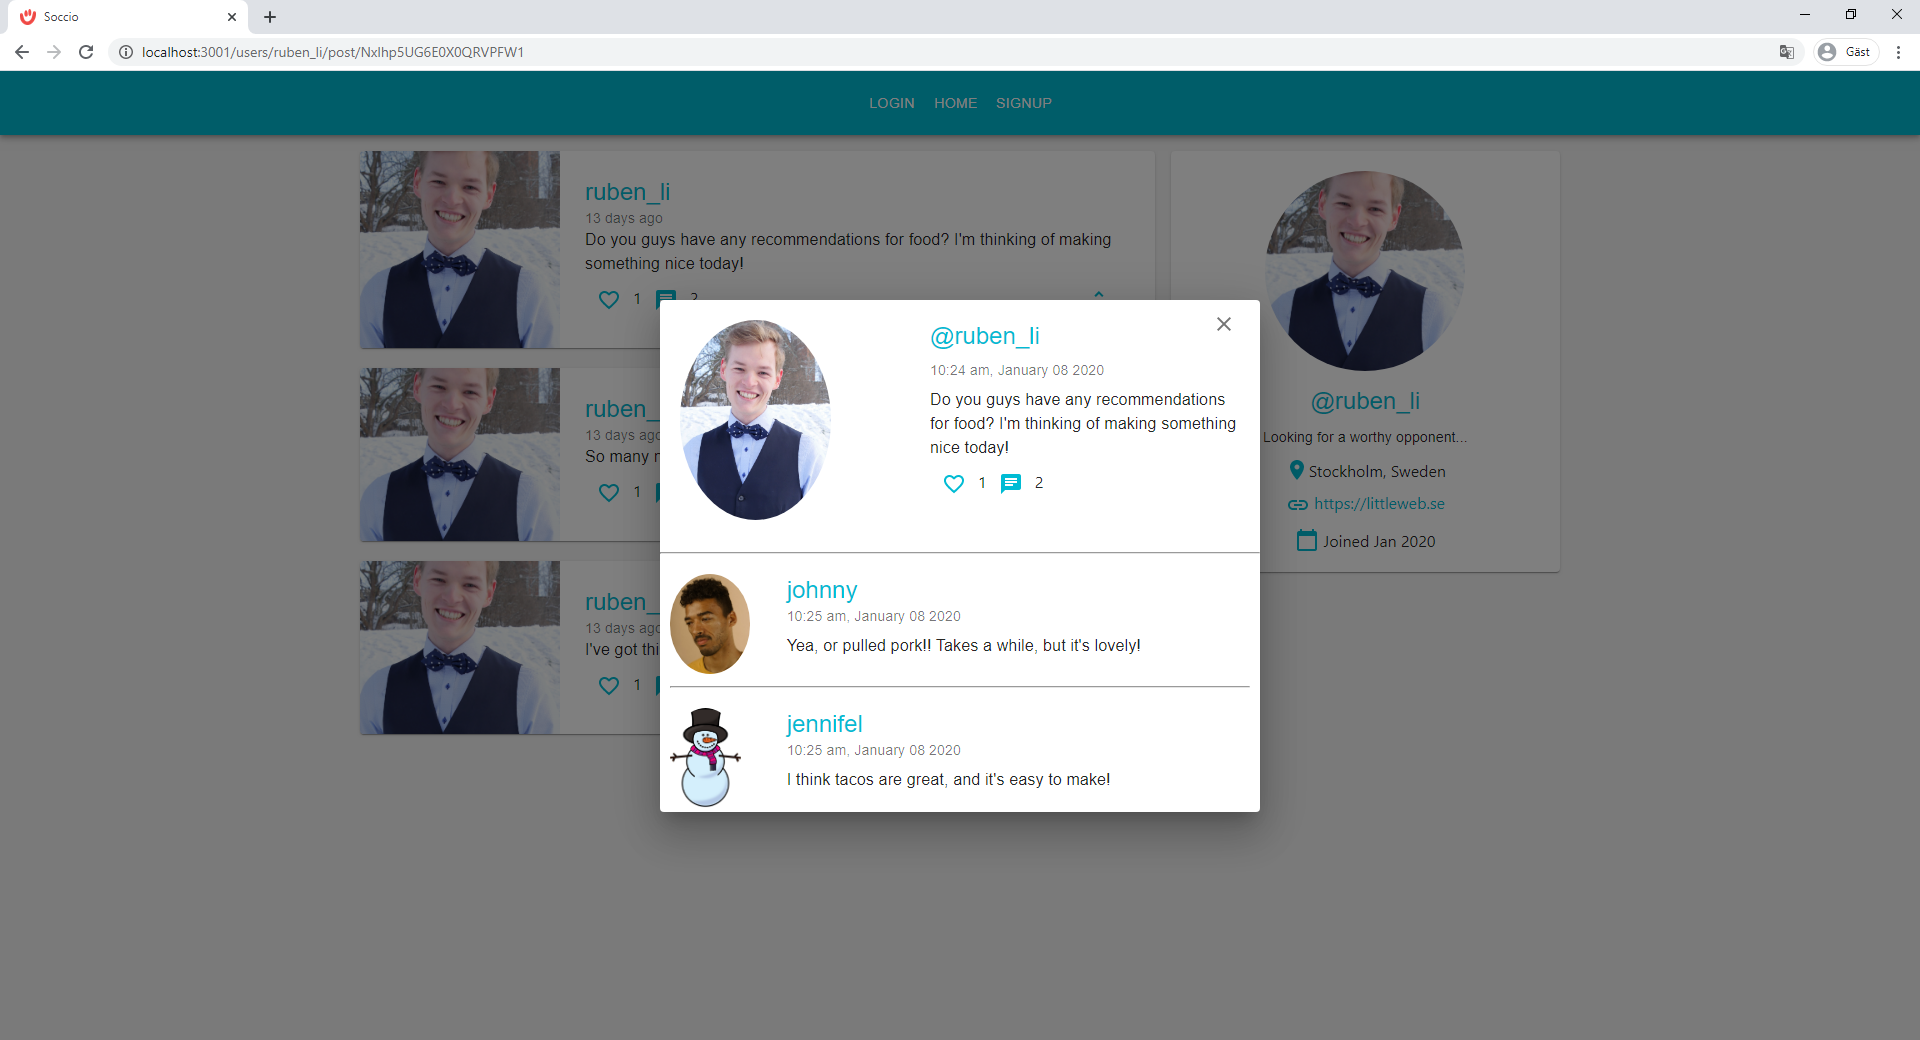 Soccio
localhost:3001/users/ruben_li/post/NxIhp5UG6E0X0QRVPFW1
Gäst
LOGIN HOME SIGNUP
ruben_li
13 days ago
Do you guys have any recommendations for food? I'm thinking of making
something nice today!
1 2
ruben_
13 days ago
So many
1
ruben_
13 days ago
I've got thi
1
@ruben_li
10:24 am, January 08 2020
Do you guys have any recommendations
for food? I'm thinking of making something
nice today!
1 2
johnny
10:25 am, January 08 2020
Yea, or pulled pork!! Takes a while, but it's lovely!
jennifel
10:25 am, January 08 2020
I think tacos are great, and it's easy to make!
@ruben_li
Looking for a worthy opponent...
Stockholm, Sweden
https://littleweb.se
Joined Jan 2020